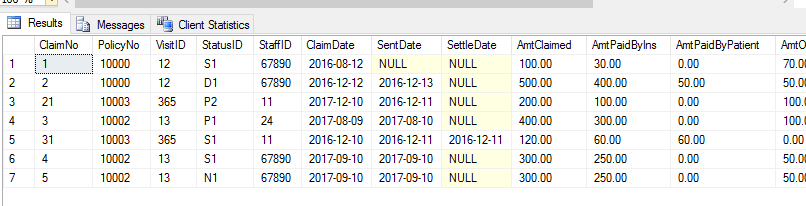 100 %
Results Messages Client Statistics
ClaimNo PolicyNo VisitID StatusID StaffID ClaimDate SentDate SettleDate AmtClaimed AmtPaidByIns AmtPaidByPatient AmtO
1 1 10000 12 S1 67890 2016-08-12 NULL NULL 100.00 30.00 0.00 70.00
2 2 10000 12 D1 67890 2016-12-12 2016-12-13 NULL 500.00 400.00 50.00 50.00
3 21 10003 365 P2 11 2017-12-10 2016-12-11 NULL 200.00 100.00 0.00 100.0
4 3 10002 13 P1 24 2017-08-09 2017-08-10 NULL 400.00 300.00 0.00 100.0
5 31 10003 365 S1 11 2016-12-10 2016-12-11 2016-12-11 120.00 60.00 60.00 0.00
6 4 10002 13 S1 67890 2017-09-10 2017-09-10 NULL 300.00 250.00 0.00 50.00
7 5 10002 13 N1 67890 2017-09-10 2017-09-10 NULL 300.00 250.00 0.00 50.00